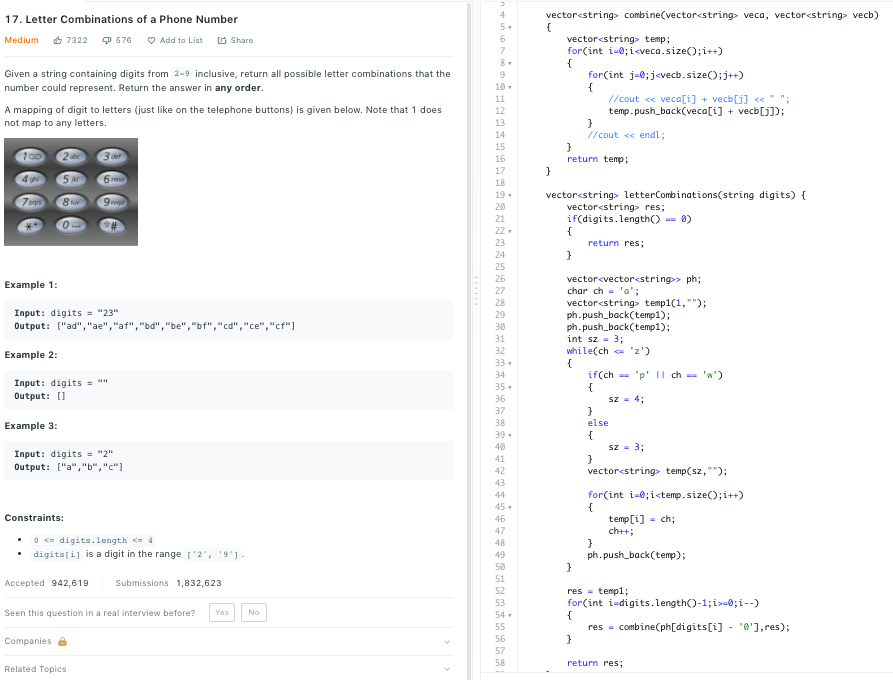 17. Letter Combinations of a Phone Number
Medium 7322 576 Add to List Share
Given a string containing digits from 2-9 inclusive, return all possible letter combinations that the
number could represent. Return the answer in any order.
A mapping of digit to letters (just like on the telephone buttons) is given below. Note that 1 does
not map to any letters.
1 2 abc 3 def
4 ghi 5 jkl 6 mno
7 pqrs 8 tuv 9 wxyz
* 0 #
Example 1:
Input: digits = "23"
Output: ["ad","ae","af","bd","be","bf","cd","ce","cf"]
Example 2:
Input: digits = ""
Output: []
Example 3:
Input: digits = "2"
Output: ["a","b","c"]
Constraints:
• 0 <= digits.length <= 4
• digits[i] is a digit in the range ['2', '9'].
Accepted 942,619 Submissions 1,832,623
Seen this question in a real interview before? Yes No
Companies
Related Topics
4 vector<string> combine(vector<string> veca, vector<string> vecb)
5 {
6 vector<string> temp;
7 for(int i=0;i<veca.size();i++)
8 {
9 for(int j=0;j<vecb.size();j++)
10 {
11 //cout << veca[i] + vecb[j] << " ";
12 temp.push_back(veca[i] + vecb[j]);
13 }
14 //cout << endl;
15 }
16 return temp;
17 }
18
19 vector<string> letterCombinations(string digits) {
20 vector<string> res;
21 if(digits.length() == 0)
22 {
23 return res;
24 }
25
26 vector<vector<string>> ph;
27 char ch = 'a';
28 vector<string> temp1(1,"");
29 ph.push_back(temp1);
30 ph.push_back(temp1);
31 int sz = 3;
32 while(ch <= 'z')
33 {
34 if(ch == 'p' || ch == 'w')
35 {
36 sz = 4;
37 }
38 else
39 {
40 sz = 3;
41 }
42 vector<string> temp(sz,"");
43
44 for(int i=0;i<temp.size();i++)
45 {
46 temp[i] = ch;
47 ch++;
48 }
49 ph.push_back(temp);
50 }
51
52 res = temp1;
53 for(int i=digits.length()-1;i>=0;i--)
54 {
55 res = combine(ph[digits[i] - '0'],res);
56 }
57
58 return res;